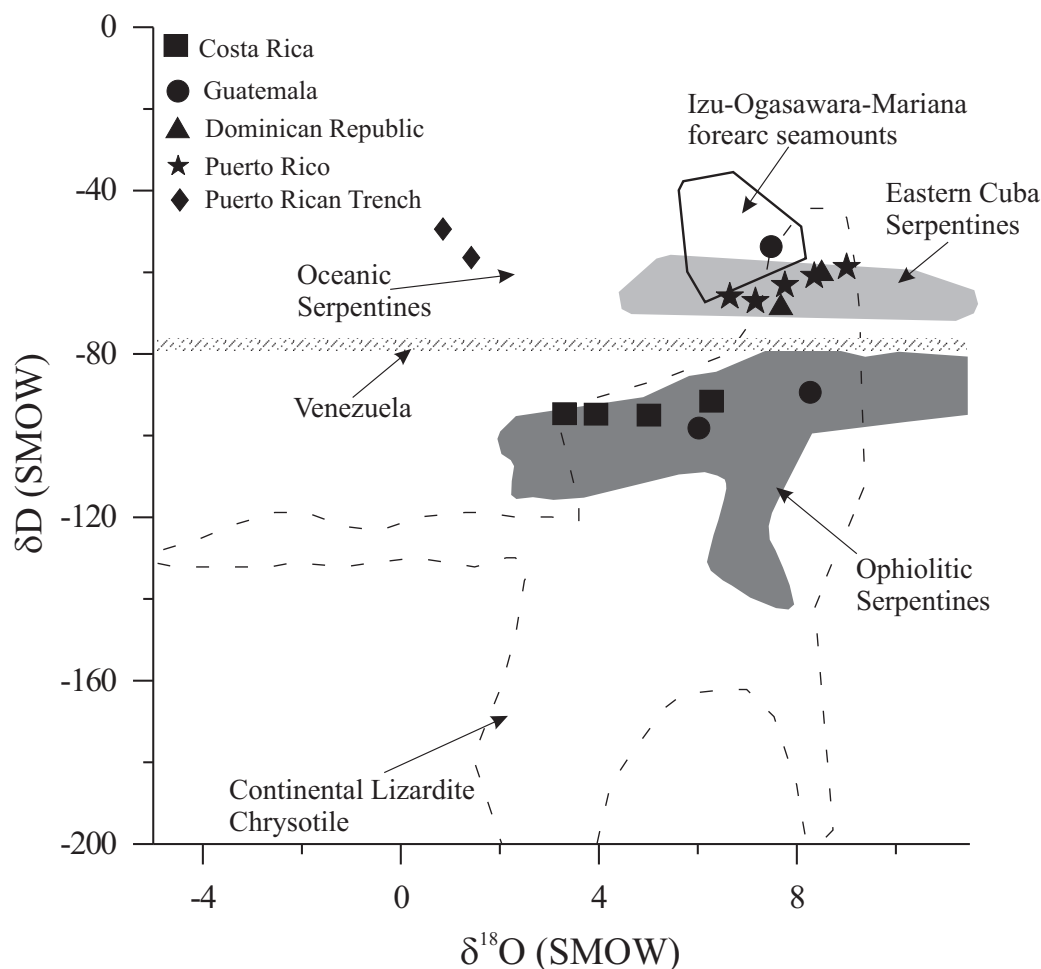 0
-40
-80
-120
-160
-200
δD (SMOW)
Costa Rica
Guatemala
Dominican Republic
Puerto Rico
Puerto Rican Trench
Izu-Ogasawara-Mariana
forearc seamounts
Eastern Cuba
Serpentines
Oceanic
Serpentines
Venezuela
Ophiolitic
Serpentines
Continental Lizardite
Chrysotile
-4
0
4
8
δ¹⁸O (SMOW)